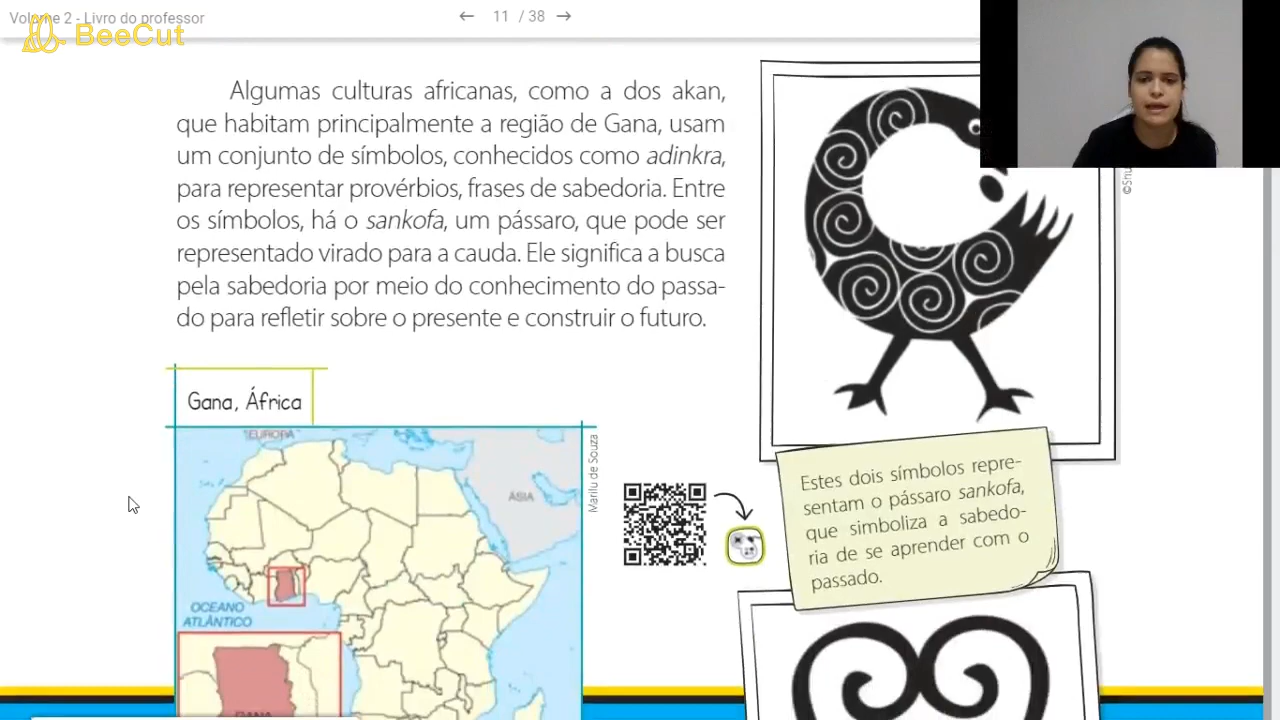 Volume 2 - Livro do professor
11 / 38
BeeCut
Algumas culturas africanas, como a dos akan,
que habitam principalmente a região de Gana, usam
um conjunto de símbolos, conhecidos como adinkra,
para representar provérbios, frases de sabedoria. Entre
os símbolos, há o sankofa, um pássaro, que pode ser
representado virado para a cauda. Ele significa a busca
pela sabedoria por meio do conhecimento do passa-
do para refletir sobre o presente e construir o futuro.
Gana, África
EUROPA
ÁSIA
OCEANO
ATLÂNTICO
GANA
Marilu de Souza
Estes dois símbolos repre-
sentam o pássaro sankofa,
que simboliza a sabedo-
ria de se aprender com o
passado.